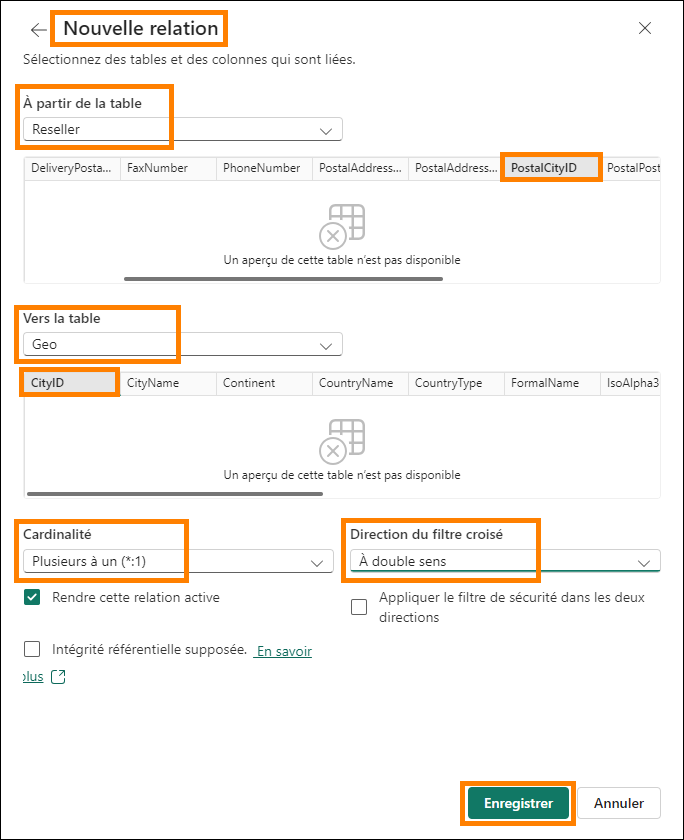 Nouvelle relation
Sélectionnez des tables et des colonnes qui sont liées.
À partir de la table
Reseller
DeliveryPosta... FaxNumber PhoneNumber PostalAddress... PostalAddress... PostalCityID PostalPost
Un aperçu de cette table n'est pas disponible
Vers la table
Geo
CityID CityName Continent CountryName CountryType FormalName IsoAlpha3
Un aperçu de cette table n'est pas disponible
Cardinalité Direction du filtre croisé
Plusieurs à un (*:1) À double sens
Rendre cette relation active Appliquer le filtre de sécurité dans les deux
directions
Intégrité référentielle supposée. En savoir
plus
Enregistrer Annuler